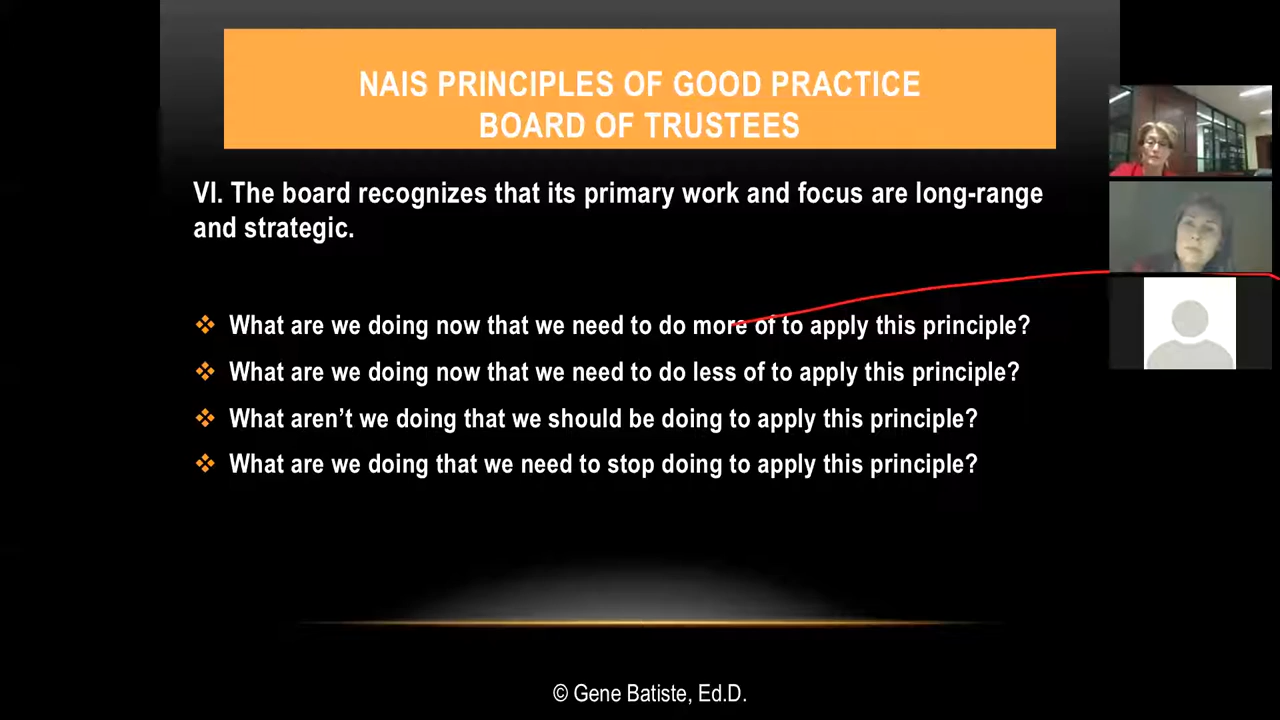 NAIS PRINCIPLES OF GOOD PRACTICE
BOARD OF TRUSTEES
VI. The board recognizes that its primary work and focus are long-range
and strategic.
What are we doing now that we need to do more of to apply this principle?
What are we doing now that we need to do less of to apply this principle?
What aren’t we doing that we should be doing to apply this principle?
What are we doing that we need to stop doing to apply this principle?
© Gene Batiste, Ed.D.